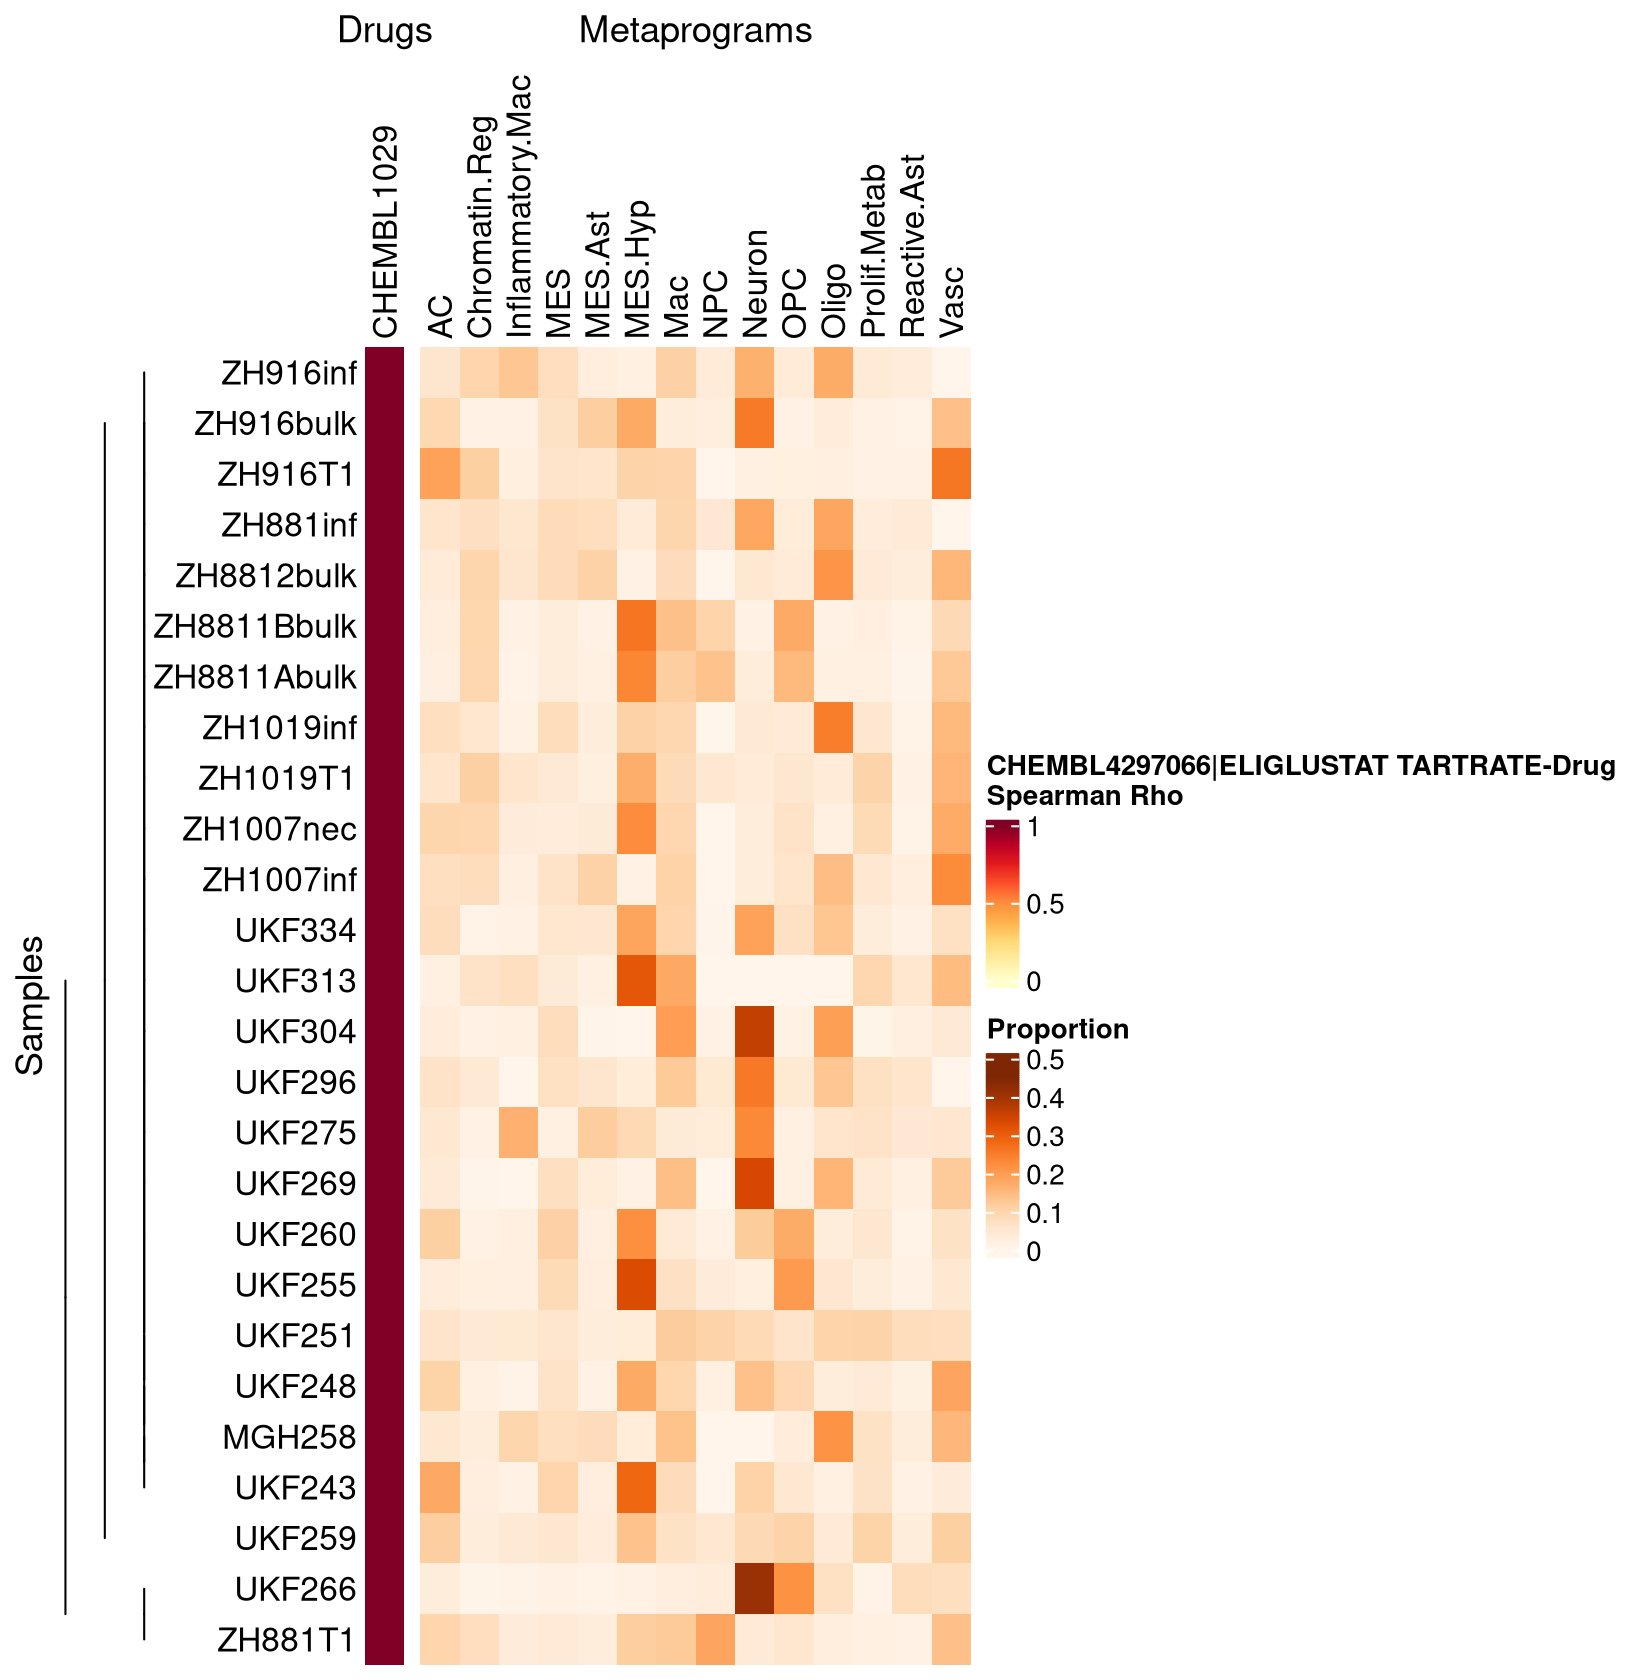 Drugs
Metaprograms
CHEMBL1029
AC
Chromatin.Reg
Inflammatory.Mac
MES
MES.Ast
MES.Hyp
Mac
NPC
Neuron
OPC
Oligo
Prolif.Metab
Reactive.Ast
Vasc
Samples
ZH916inf
ZH916bulk
ZH916T1
ZH881inf
ZH8812bulk
ZH8811Bbulk
ZH8811Abulk
ZH1019inf
ZH1019T1
ZH1007nec
ZH1007inf
UKF334
UKF313
UKF304
UKF296
UKF275
UKF269
UKF260
UKF255
UKF251
UKF248
MGH258
UKF243
UKF259
UKF266
ZH881T1
CHEMBL4297066|ELIGLUSTAT TARTRATE-Drug
Spearman Rho
1
0.5
0
Proportion
0.5
0.4
0.3
0.2
0.1
0